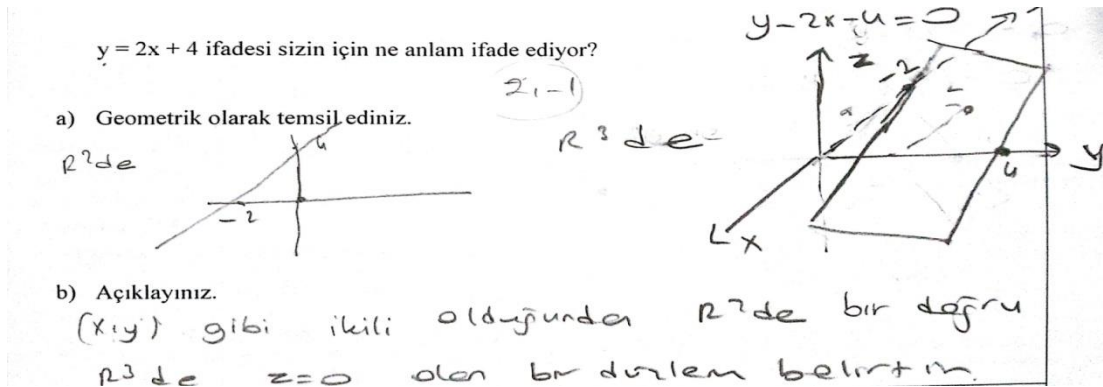 y-2x-4=0
y = 2x + 4 ifadesi sizin için ne anlam ifade ediyor?
2,-1
a) Geometrik olarak temsil ediniz.
R²de
4
-2
R³de
z
-2
y
4
x
b) Açıklayınız.
(x,y) gibi ikili olduğundan R²de bir doğru
R³de z=0 olan bir düzlem belirtir.